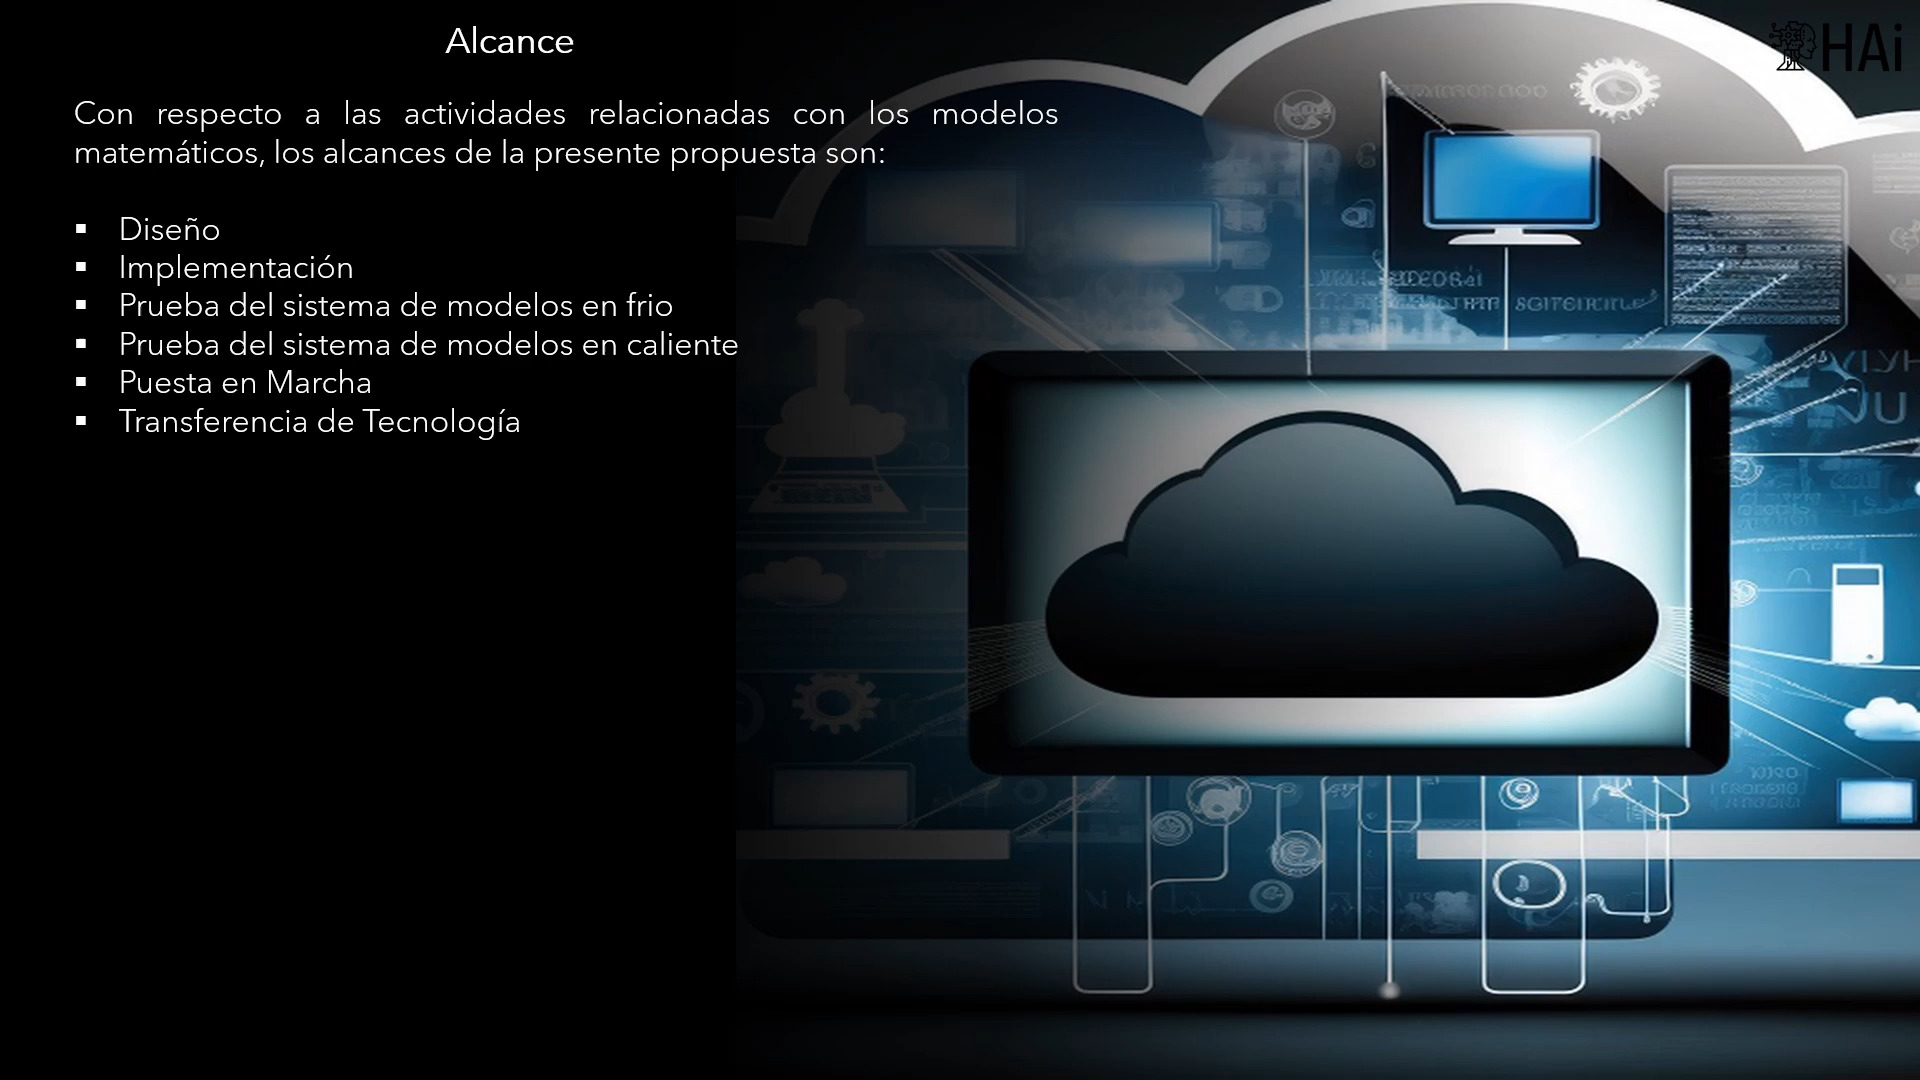 Alcance
HAi
Con respecto a las actividades relacionadas con los modelos
matemáticos, los alcances de la presente propuesta son:
▪ Diseño
▪ Implementación
▪ Prueba del sistema de modelos en frio
▪ Prueba del sistema de modelos en caliente
▪ Puesta en Marcha
▪ Transferencia de Tecnología